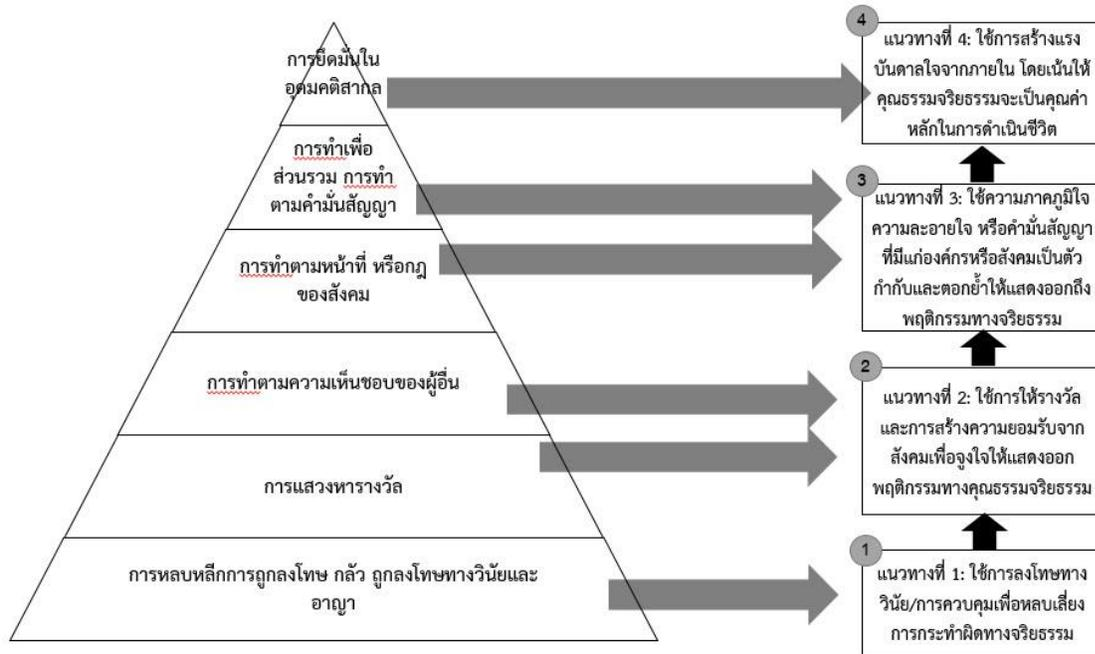 การยึดมั่นใน
อุดมคติสากล
การทำเพื่อ
ส่วนรวม การทำ
ตามคำมั่นสัญญา
การทำตามหน้าที่ หรือกฎ
ของสังคม
การทำตามความเห็นชอบของผู้อื่น
การแสวงหารางวัล
การหลบหลีกการถูกลงโทษ กลัว ถูกลงโทษทางวินัยและ
อาญา
4
แนวทางที่ 4: ใช้การสร้างแรง
บันดาลใจจากภายใน โดยเน้นให้
คุณธรรมจริยธรรมจะเป็นคุณค่า
หลักในการดำเนินชีวิต
3
แนวทางที่ 3: ใช้ความภาคภูมิใจ
ความละอายใจ หรือคำมั่นสัญญา
ที่มีแก่องค์กรหรือสังคมเป็นตัว
กำกับและตอกย้ำให้แสดงออกถึง
พฤติกรรมทางจริยธรรม
2
แนวทางที่ 2: ใช้การให้รางวัล
และการสร้างความยอมรับจาก
สังคมเพื่อจูงใจให้แสดงออก
พฤติกรรมทางคุณธรรมจริยธรรม
1
แนวทางที่ 1: ใช้การลงโทษทาง
วินัย/การควบคุมเพื่อหลบเลี่ยง
การกระทำผิดทางจริยธรรม